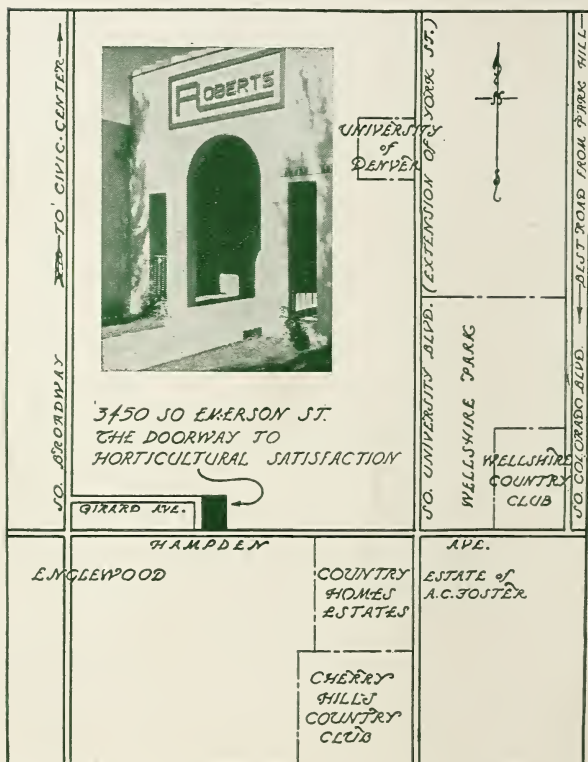 SO. BROADWAY
TO CIVIC-CENTER
ROBERTS
UNIVERSITY
of
DENVER
SO. UNIVERSITY BLVD. (EXTENSION OF YORK ST.)
N
S
SO. COLORADO BLVD. BEST ROAD FROM PARK HILL
WELLSHIRE PARK
WELLSHIRE
COUNTRY
CLUB
3450 SO EMERSON ST.
THE DOORWAY TO
HORTICULTURAL SATISFACTION
GIRARD AVE.
HAMPDEN AVE.
ENGLEWOOD
COUNTRY
HOMES
ESTATES
ESTATE of
A.C. FOSTER
CHERRY
HILLS
COUNTRY
CLUB